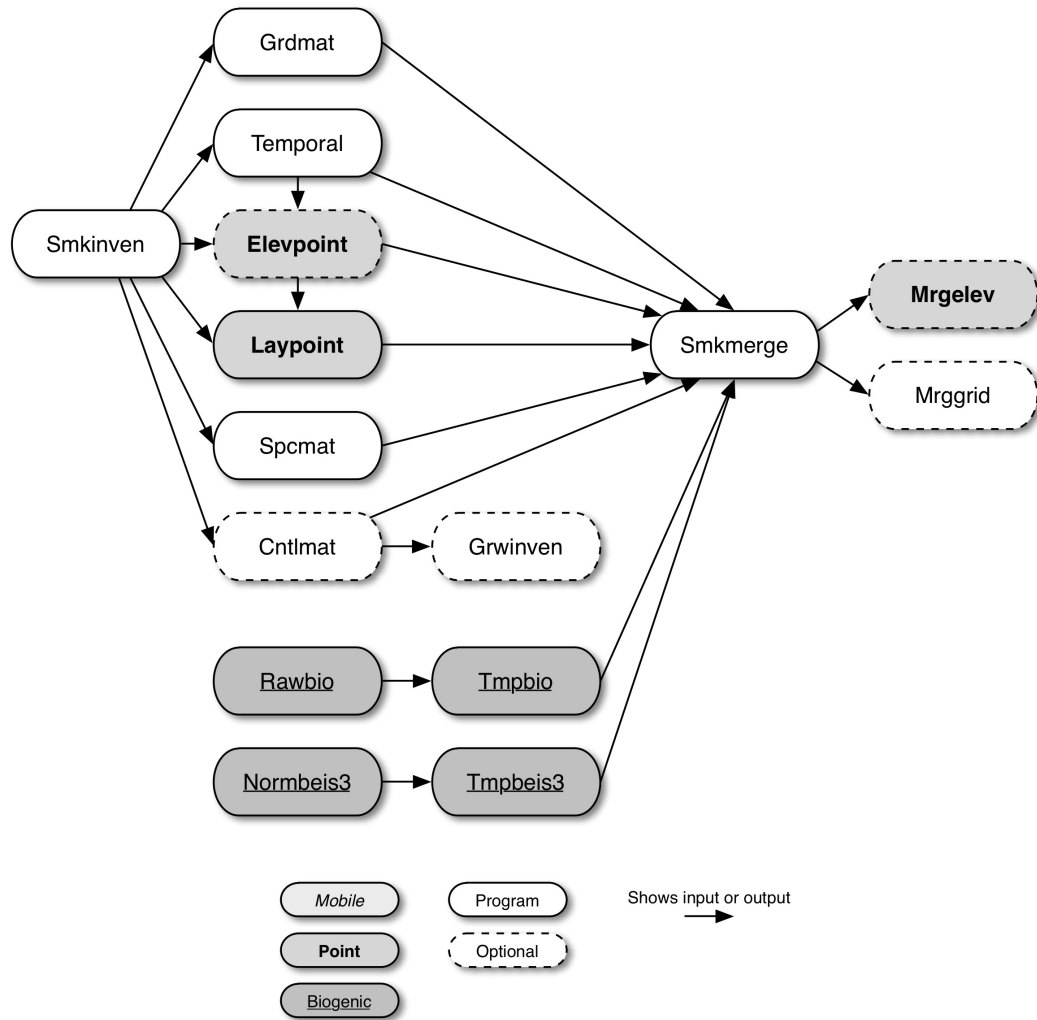 Grdmat
Temporal
Smkinven
Elevpoint
Mrgelev
Laypoint
Smkmerge
Mrggrid
Spcmat
Cntlmat
Grwinven
Rawbio
Tmpbio
Normbeis3
Tmpbeis3
Mobile
Program
Shows input or output
Point
Optional
Biogenic